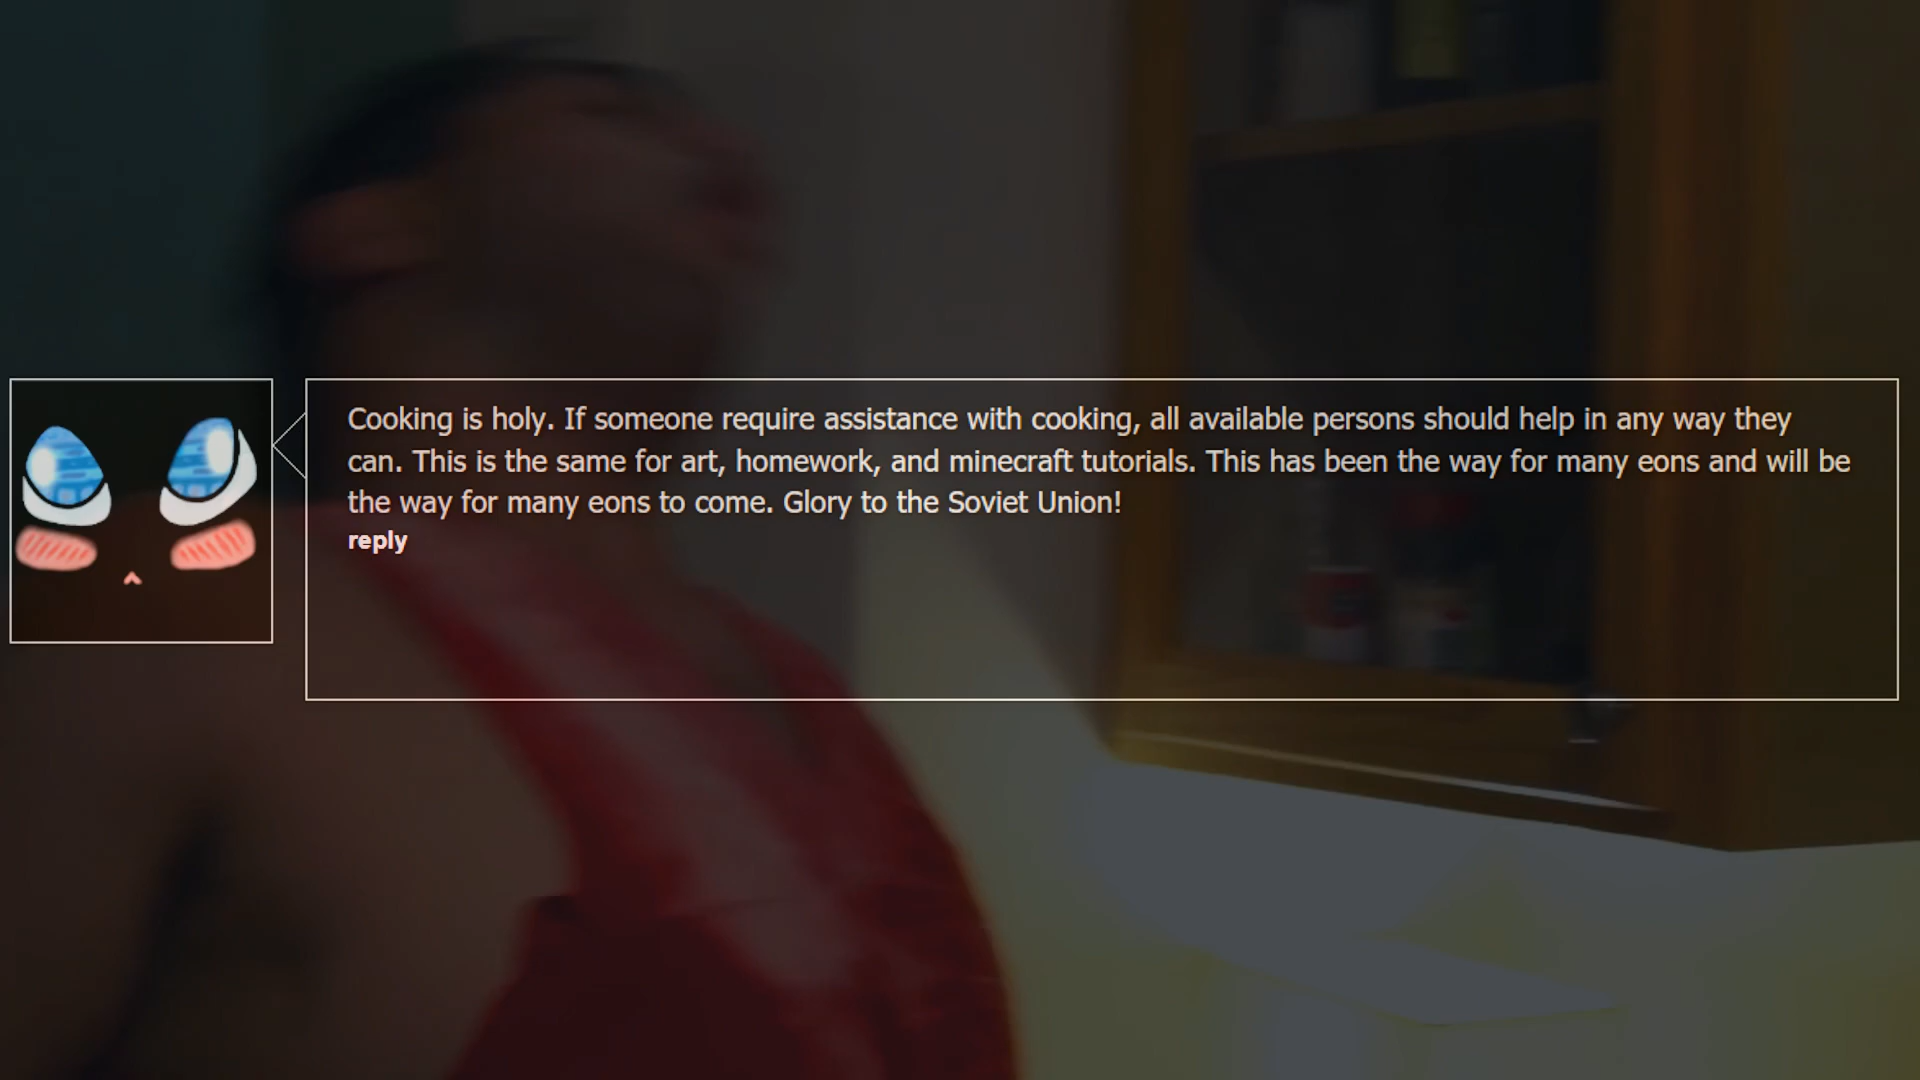 Cooking is holy. If someone require assistance with cooking, all available persons should help in any way they
can. This is the same for art, homework, and minecraft tutorials. This has been the way for many eons and will be
the way for many eons to come. Glory to the Soviet Union!
reply